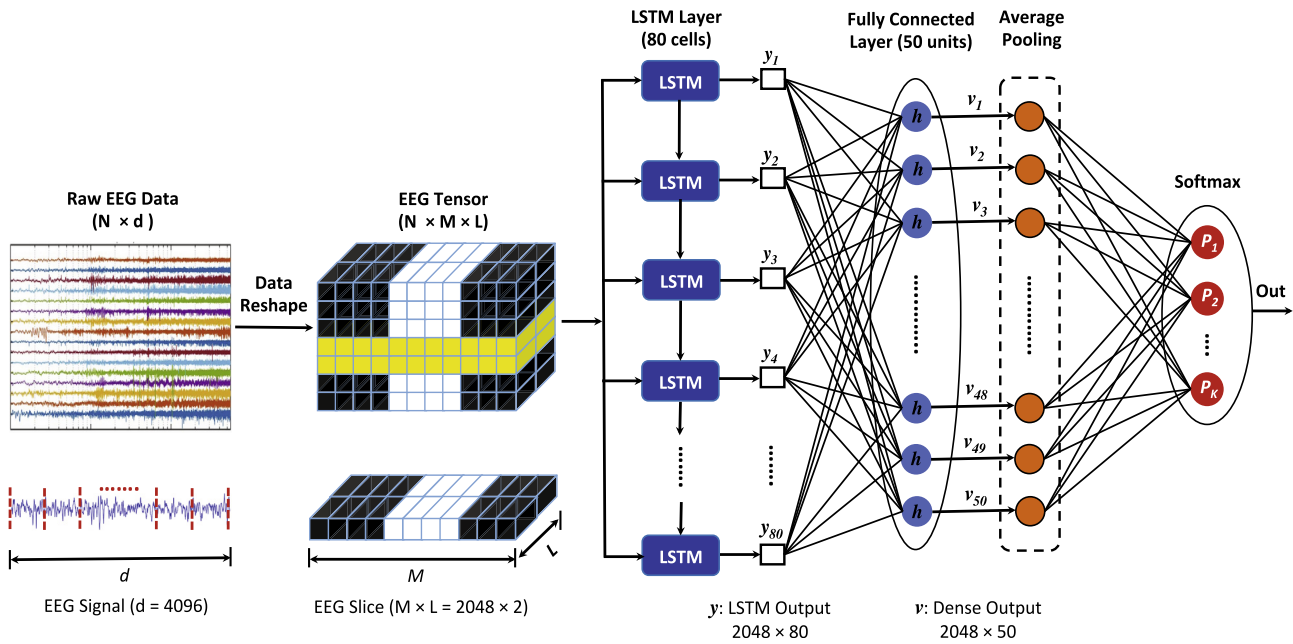 Raw EEG Data
(N × d )
Data
Reshape
d
EEG Signal (d = 4096)
EEG Tensor
(N × M × L)
M
L
EEG Slice (M × L = 2048 × 2)
LSTM Layer
(80 cells)
LSTM
LSTM
LSTM
LSTM
LSTM
y1
y2
y3
y4
y80
y: LSTM Output
2048 × 80
Fully Connected
Layer (50 units)
h
h
h
h
h
h
v1
v2
v3
v48
v49
v50
v: Dense Output
2048 × 50
Average
Pooling
Softmax
P1
P2
PK
Out